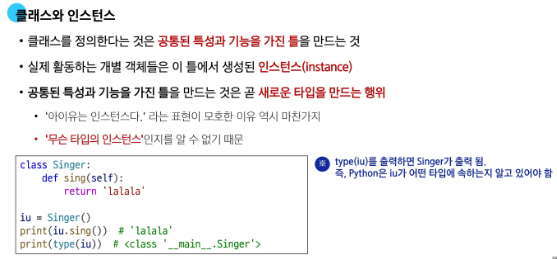 클래스와 인스턴스
• 클래스를 정의한다는 것은 공통된 특성과 기능을 가진 틀을 만드는 것
• 실제 활동하는 개별 객체들은 이 틀에서 생성된 인스턴스(instance)
• 공통된 특성과 기능을 가진 틀을 만드는 것은 곧 새로운 타입을 만드는 행위
• '아이유는 인스턴스다.' 라는 표현이 모호한 이유 역시 마찬가지
• '무슨 타입의 인스턴스'인지를 알 수 없기 때문
class Singer:
    def sing(self):
        return 'lalala'

iu = Singer()
print(iu.sing())  # 'lalala'
print(type(iu))  # <class '__main__.Singer'>
※ type(iu)를 출력하면 Singer가 출력 됨.
즉, Python은 iu가 어떤 타입에 속하는지 알고 있어야 함